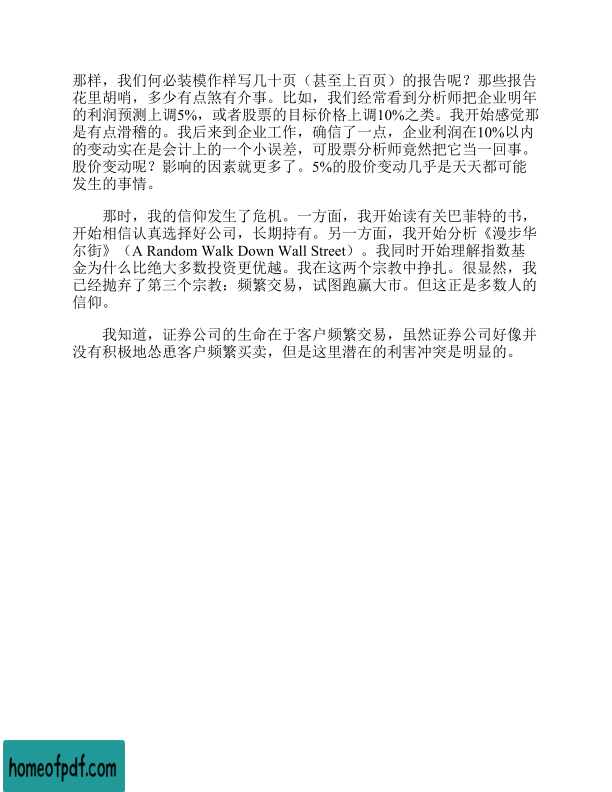 那样，我们何必装模作样写几十页（甚至上百页）的报告呢？那些报告
花里胡哨，多少有点煞有介事。比如，我们经常看到分析师把企业明年
的利润预测上调5%，或者股票的目标价格上调10%之类。我开始感觉那
是有点滑稽的。我后来到企业工作，确信了一点，企业利润在10%以内
的变动实在是会计上的一个小误差，可股票分析师竟然把它当一回事。
股价变动呢？影响的因素就更多了。5%的股价变动几乎是天天都可能
发生的事情。
那时，我的信仰发生了危机。一方面，我开始读有关巴菲特的书，
开始相信认真选择好公司，长期持有。另一方面，我开始分析《漫步华
尔街》（A Random Walk Down Wall Street）。我同时开始理解指数基
金为什么比绝大多数投资更优越。我在这两个宗教中挣扎。很显然，我
已经抛弃了第三个宗教：频繁交易，试图跑赢大市。但这正是多数人的
信仰。
我知道，证券公司的生命在于客户频繁交易，虽然证券公司好像并
没有积极地怂恿客户频繁买卖，但是这里潜在的利害冲突是明显的。
homeofpdf.com